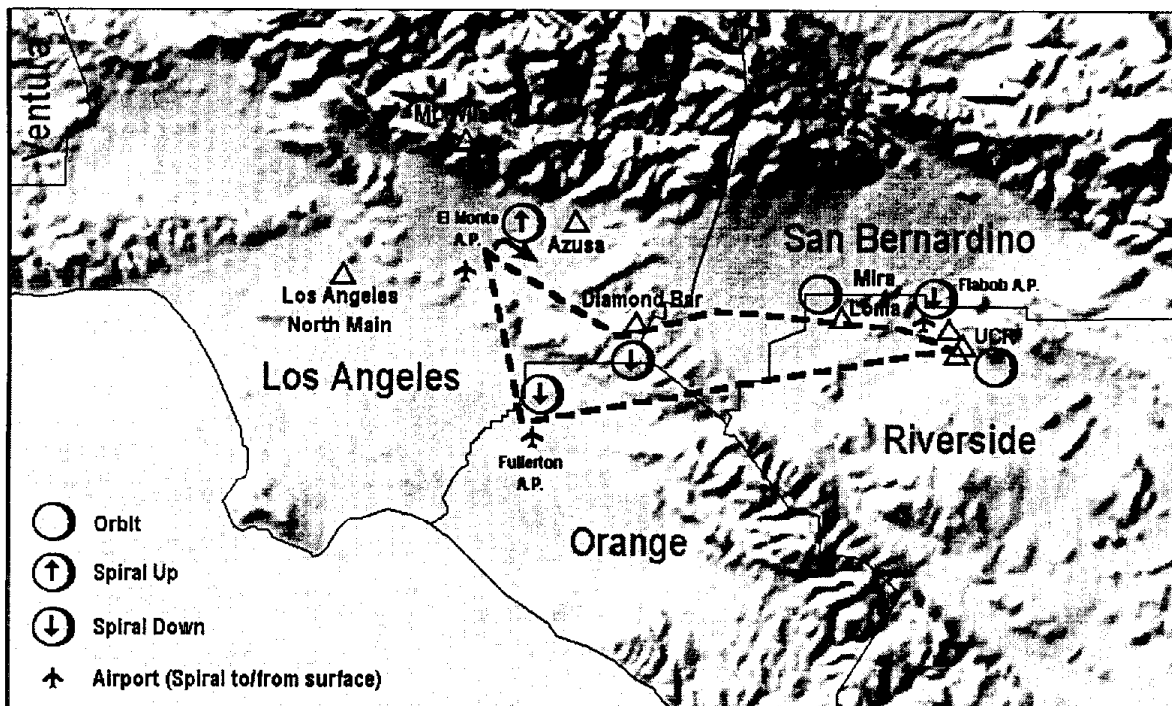 Ventura
El Monte
A.P.
Azusa
San Bernardino
Los Angeles
North Main
Diamond Bar
Mira
Loma
Flabob A.P.
UCR
Los Angeles
Riverside
Fullerton
A.P.
Orange
Orbit
Spiral Up
Spiral Down
Airport (Spiral to/from surface)